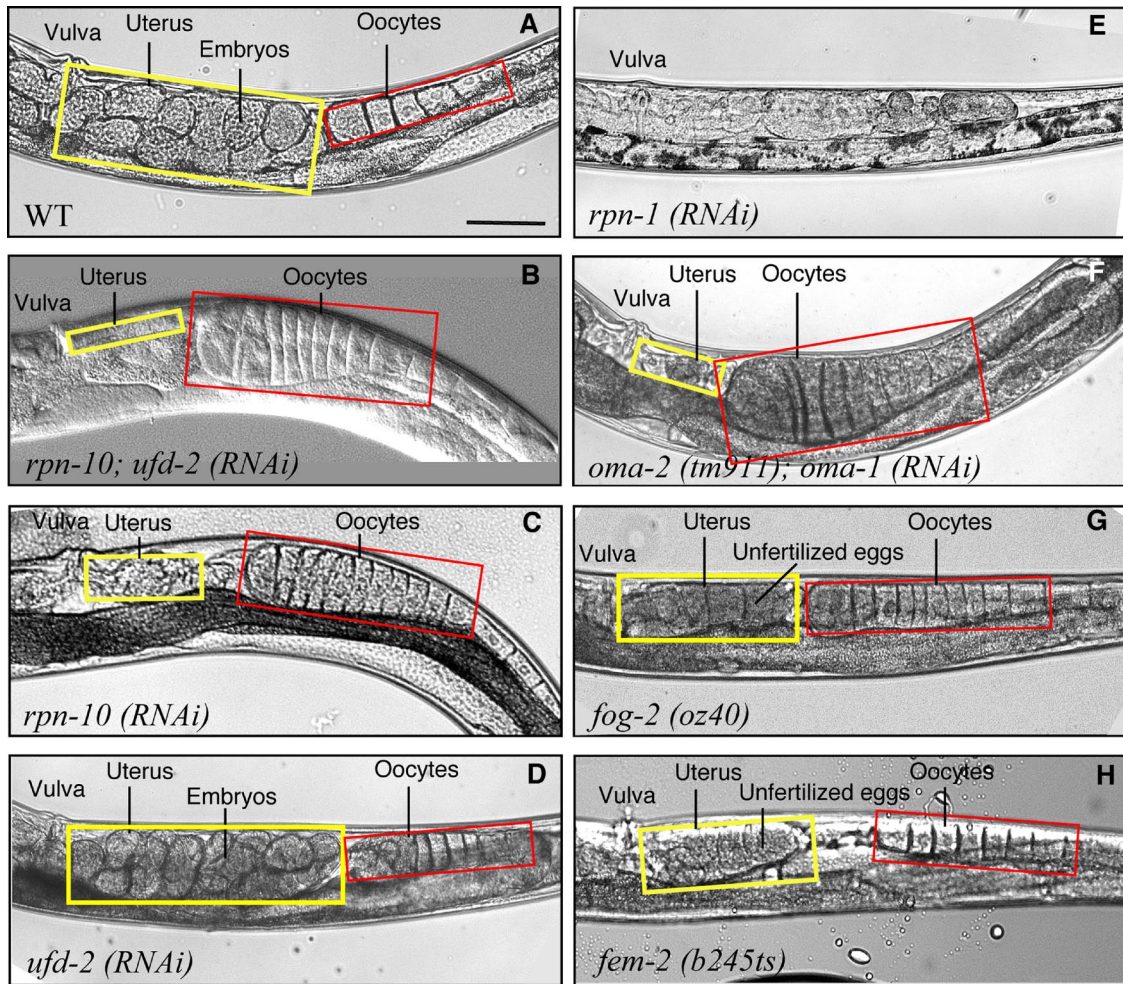 A
Vulva
Uterus
Embryos
Oocytes
WT
B
Vulva
Uterus
Oocytes
rpn-10; ufd-2 (RNAi)
C
Vulva
Uterus
Oocytes
rpn-10 (RNAi)
D
Vulva
Uterus
Embryos
Oocytes
ufd-2 (RNAi)
E
Vulva
rpn-1 (RNAi)
F
Vulva
Uterus
Oocytes
oma-2 (tm911); oma-1 (RNAi)
G
Vulva
Uterus
Unfertilized eggs
Oocytes
fog-2 (oz40)
H
Vulva
Uterus
Unfertilized eggs
Oocytes
fem-2 (b245ts)